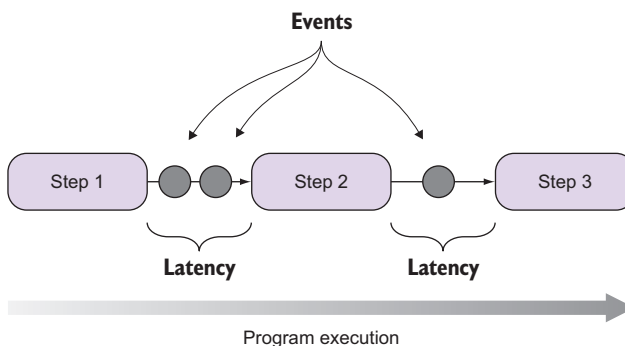 Events
Step 1
Step 2
Step 3
Latency
Latency
Program execution